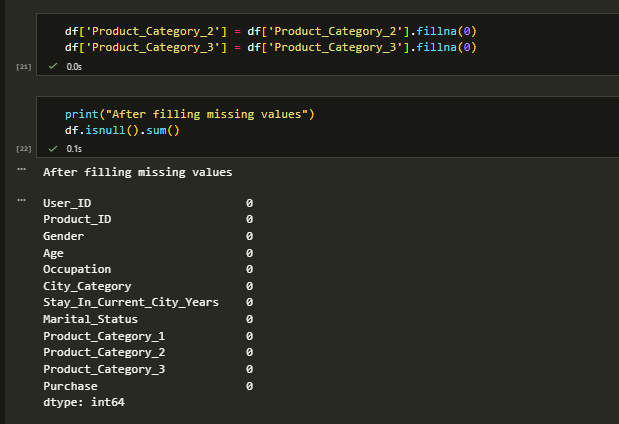 df['Product_Category_2'] = df['Product_Category_2'].fillna(0)
df['Product_Category_3'] = df['Product_Category_3'].fillna(0)
[21] ✓ 0.0s
print("After filling missing values")
df.isnull().sum()
[22] ✓ 0.1s
... After filling missing values
... User_ID 0
Product_ID 0
Gender 0
Age 0
Occupation 0
City_Category 0
Stay_In_Current_City_Years 0
Marital_Status 0
Product_Category_1 0
Product_Category_2 0
Product_Category_3 0
Purchase 0
dtype: int64